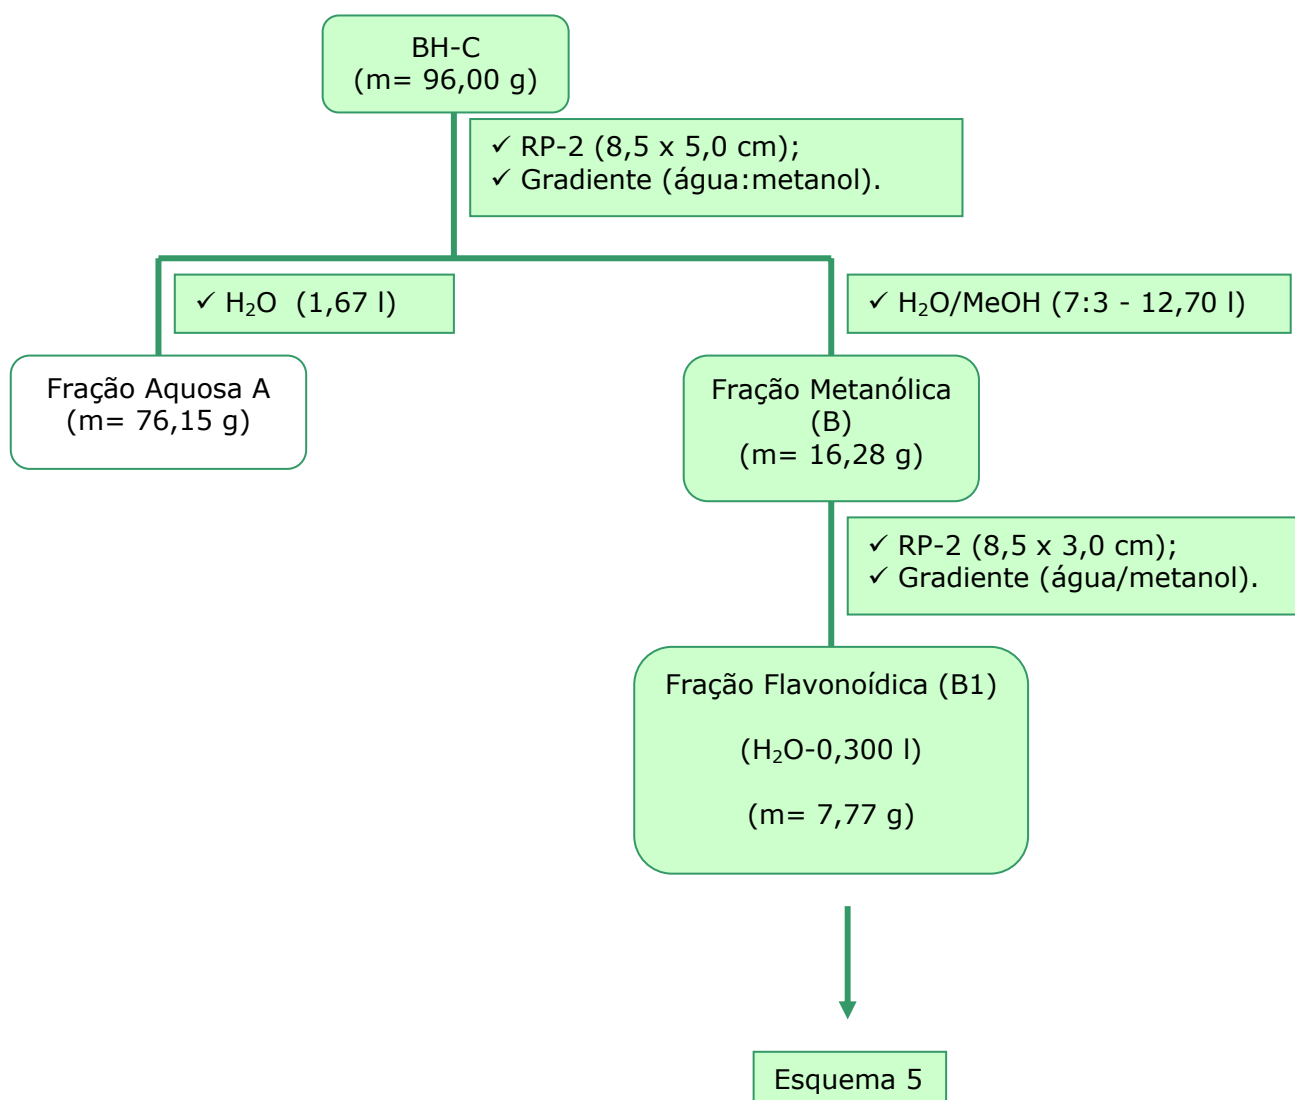 BH-C
(m= 96,00 g)
✓ RP-2 (8,5 x 5,0 cm);
✓ Gradiente (água:metanol).
✓ H₂O (1,67 l)
✓ H₂O/MeOH (7:3 - 12,70 l)
Fração Aquosa A
(m= 76,15 g)
Fração Metanólica
(B)
(m= 16,28 g)
✓ RP-2 (8,5 x 3,0 cm);
✓ Gradiente (água/metanol).
Fração Flavonoídica (B1)
(H₂O-0,300 l)
(m= 7,77 g)
Esquema 5